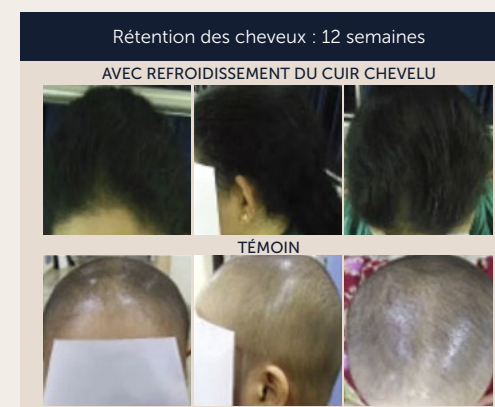 Rétention des cheveux : 12 semaines
AVEC REFROIDISSEMENT DU CUIR CHEVELU
TÉMOIN